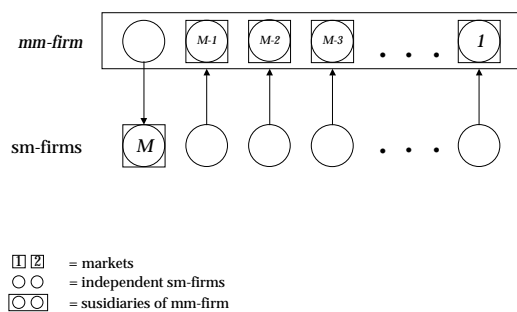 mm-firm M-1 M-2 M-3 . . . 1
sm-firms M . . .
1 2 = markets
= independent sm-firms
= susidiaries of mm-firm